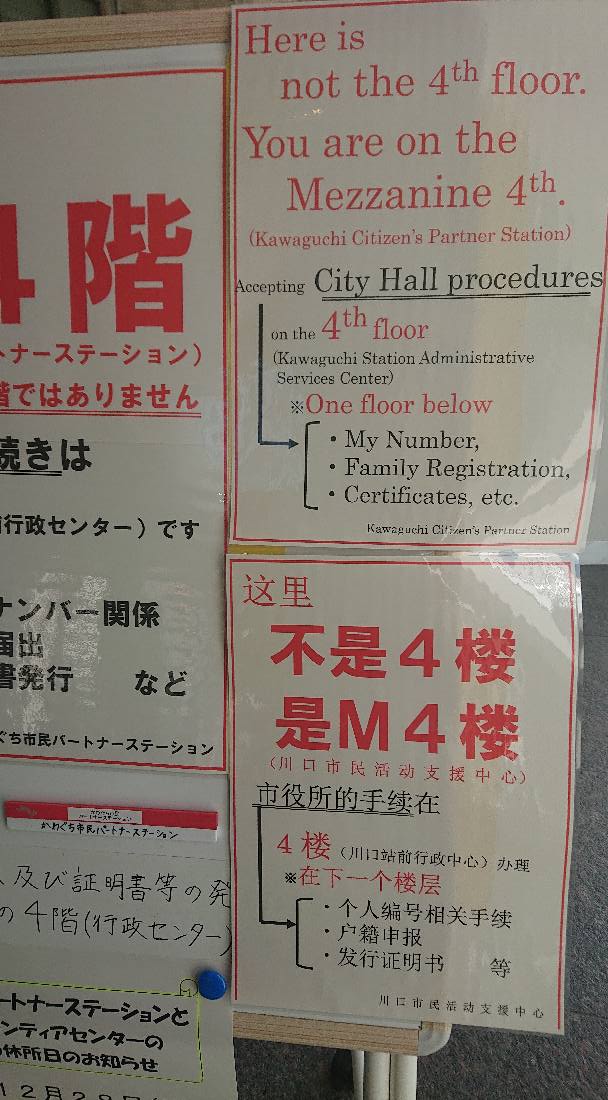 Here is
not the 4th floor.
You are on the
Mezzanine 4th.
(Kawaguchi Citizen's Partner Station)
Accepting City Hall procedures
on the 4th floor
(Kawaguchi Station Administrative
Services Center)
※One floor below
・My Number,
・Family Registration,
・Certificates, etc.
Kawaguchi Citizen's Partner Station
这里
不是4楼
是M4楼
(川口市民活动支援中心)
市役所的手续在
4楼(川口站前行政中心)办理
※在下一个楼层
・个人编号相关手续
・户籍申报
・发行证明书 等
川口市民活动支援中心
4階
トナーステーション)
階ではありません
続きは
前行政センター)です
ナンバー関係
届出
書発行 など
ぐち市民パートナーステーション
かわぐち市民パートナーステーション
、及び証明書等の発
の4階(行政センター)
ートナーステーションと
ンティアセンターの
休所日のお知らせ
12月29日